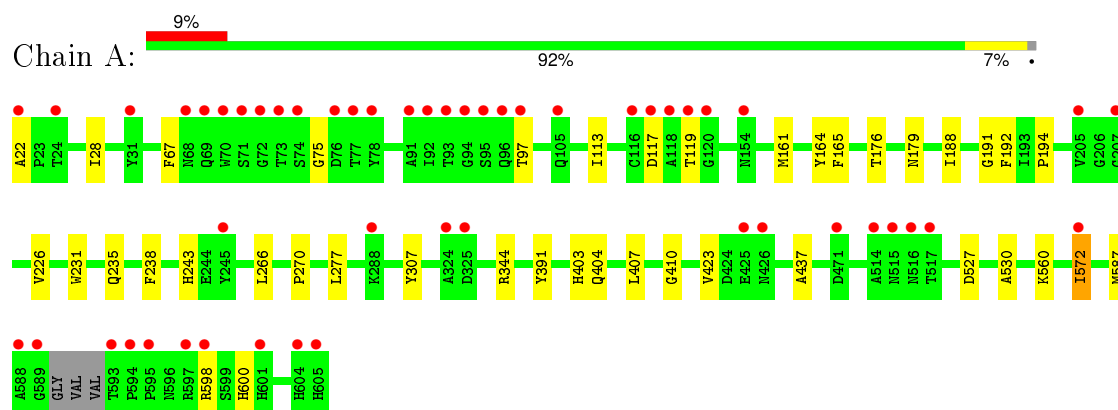 9%
Chain A:
92% 7% •
A22 P23 T24 I28 Y31 F67 N68 Q69 W70 S71 G72 T73 S74 G75 D76 T77 Y78 A91 I92 T93 G94 S95 Q96 T97 Q105 I113 C116 D117 A118 T119 G120 N154 M161 Y164 F165 T176 N179 I188 G191 F192 I193 P194 V205 G206
V226 W231 Q235 F238 H243 E244 Y245 L266 P270 L277 K288 Y307 A324 D325 R344 Y391 H403 Q404 L407 G410 V423 D424 E425 N426 A437 D471 A514 N515 N516 T517 D527 A530 K560 I572 M587
A588 G589 GLY VAL VAL T593 P594 P595 N596 R597 R598 S599 H600 H601 H604 H605